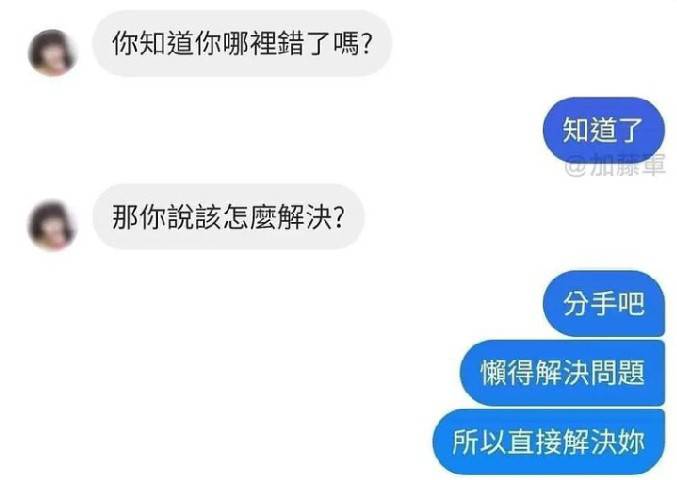 你知道你哪裡錯了嗎?
知道了
@加藤軍
那你說該怎麼解決?
分手吧
懶得解決問題
所以直接解決妳